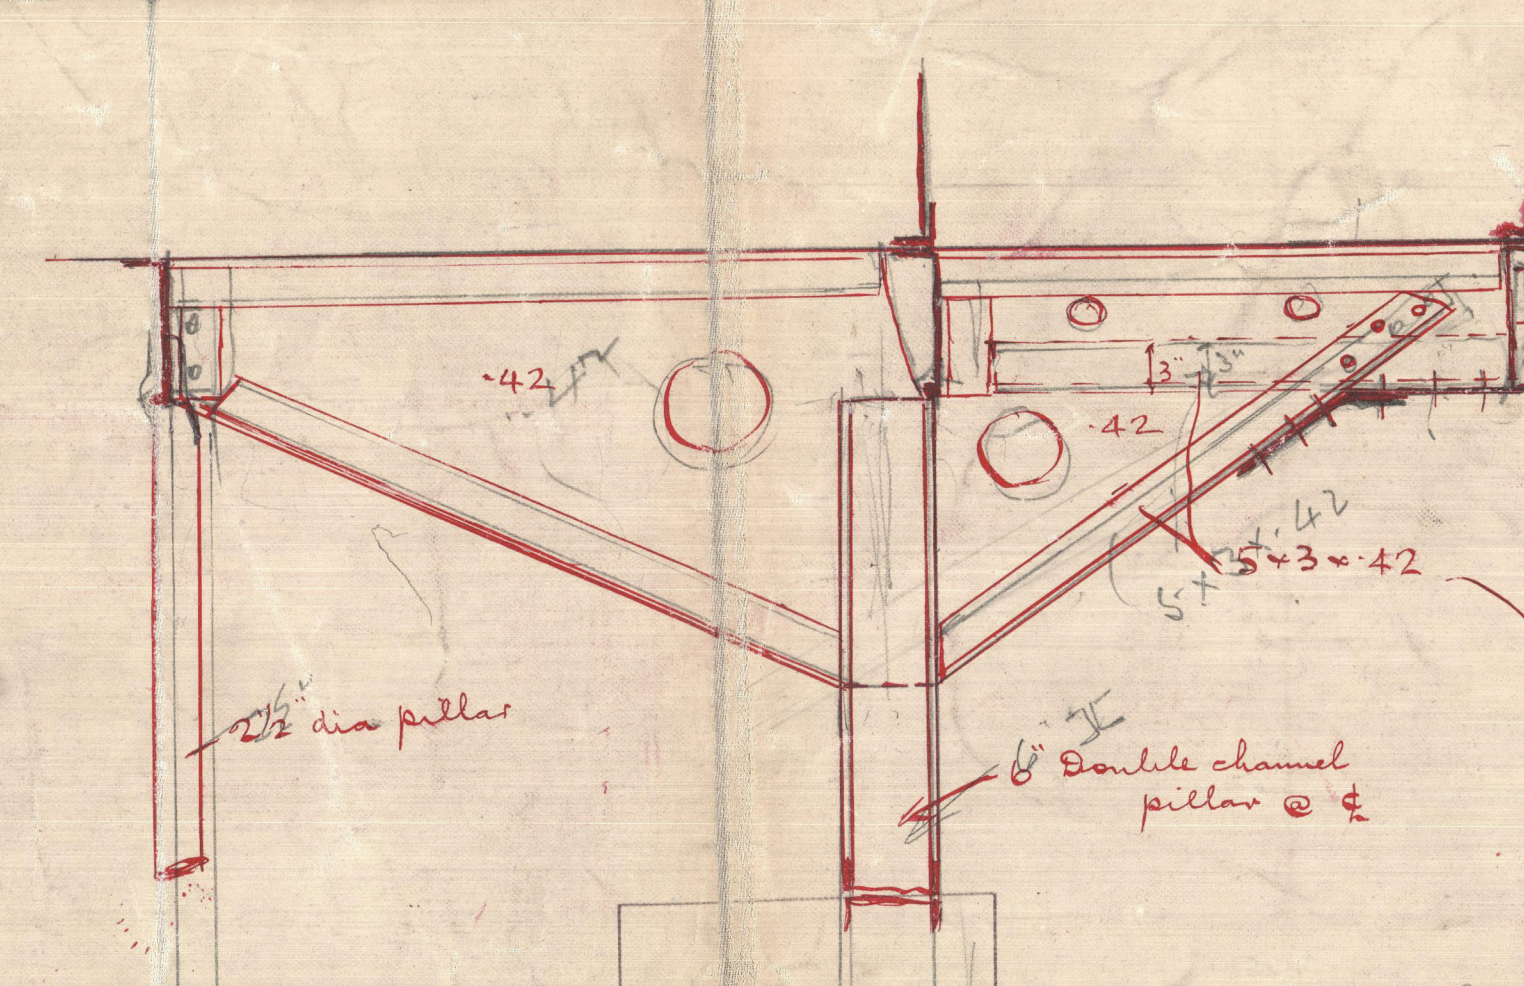 ·42
3"
3"
·42
5 × 3 × ·42
5 × 3 × ·42
2½" dia pillar
6" Double channel
pillar @ ℄